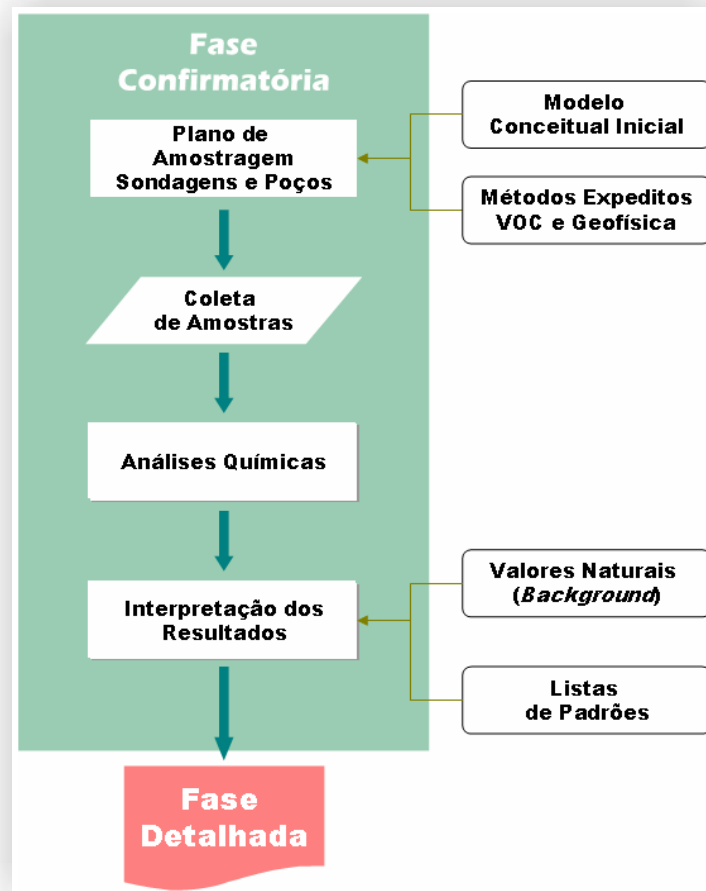 Fase
Confirmatória
Plano de
Amostragem
Sondagens e Poços
Modelo
Conceitual Inicial
Métodos Expeditos
VOC e Geofísica
Coleta
de Amostras
Análises Químicas
Interpretação dos
Resultados
Valores Naturais
(Background)
Listas
de Padrões
Fase
Detalhada